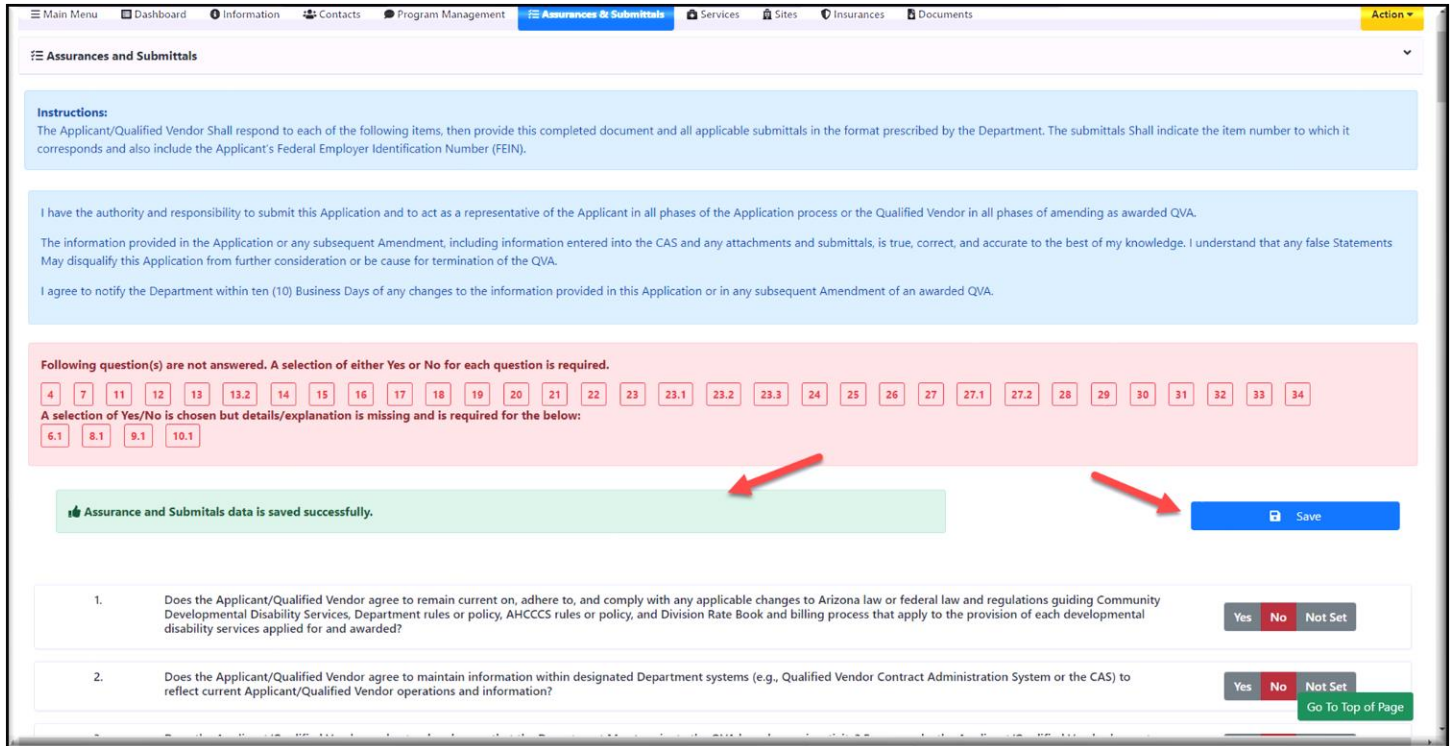 Main Menu Dashboard Information Contacts Program Management Assurances & Submittals Services Sites Insurances Documents Action
Assurances and Submittals
Instructions:
The Applicant/Qualified Vendor Shall respond to each of the following items, then provide this completed document and all applicable submittals in the format prescribed by the Department. The submittals Shall indicate the item number to which it
corresponds and also include the Applicant's Federal Employer Identification Number (FEIN).
I have the authority and responsibility to submit this Application and to act as a representative of the Applicant in all phases of the Application process or the Qualified Vendor in all phases of amending as awarded QVA.
The information provided in the Application or any subsequent Amendment, including information entered into the CAS and any attachments and submittals, is true, correct, and accurate to the best of my knowledge. I understand that any false Statements
May disqualify this Application from further consideration or be cause for termination of the QVA.
I agree to notify the Department within ten (10) Business Days of any changes to the information provided in this Application or in any subsequent Amendment of an awarded QVA.
Following question(s) are not answered. A selection of either Yes or No for each question is required.
4 7 11 12 13 13.2 14 15 16 17 18 19 20 21 22 23 23.1 23.2 23.3 24 25 26 27 27.1 27.2 28 29 30 31 32 33 34
A selection of Yes/No is chosen but details/explanation is missing and is required for the below:
6.1 8.1 9.1 10.1
Assurance and Submitals data is saved successfully.
Save
1. Does the Applicant/Qualified Vendor agree to remain current on, adhere to, and comply with any applicable changes to Arizona law or federal law and regulations guiding Community
Developmental Disability Services, Department rules or policy, AHCCCS rules or policy, and Division Rate Book and billing process that apply to the provision of each developmental
disability services applied for and awarded?
Yes No Not Set
2. Does the Applicant/Qualified Vendor agree to maintain information within designated Department systems (e.g., Qualified Vendor Contract Administration System or the CAS) to
reflect current Applicant/Qualified Vendor operations and information?
Yes No Not Set
Go To Top of Page